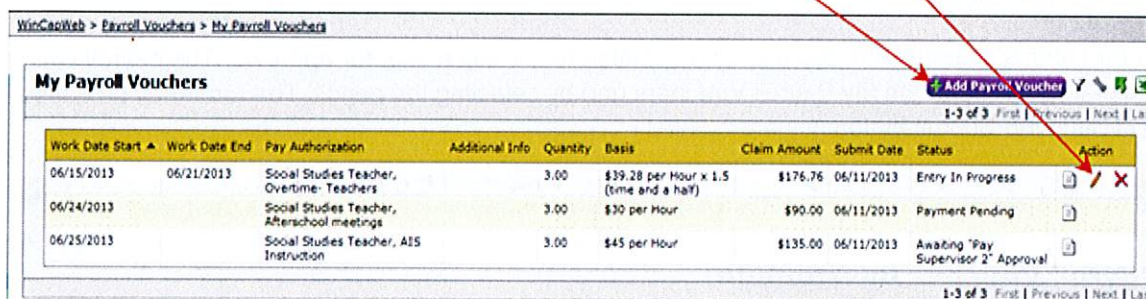 WinCapWeb > Payroll Vouchers > My Payroll Vouchers
My Payroll Vouchers
Add Payroll Voucher
1-3 of 3 First | Previous | Next | La
Work Date Start Work Date End Pay Authorization Additional Info Quantity Basis Claim Amount Submit Date Status Action
06/15/2013 06/21/2013 Social Studies Teacher, 3.00 $39.28 per Hour x 1.5 $176.76 06/11/2013 Entry In Progress
Overtime- Teachers (time and a half)
06/24/2013 Social Studies Teacher, 3.00 $30 per Hour $90.00 06/11/2013 Payment Pending
Afterschool meetings
06/25/2013 Social Studies Teacher, AIS 3.00 $45 per Hour $135.00 06/11/2013 Awaiting "Pay
Instruction Supervisor 2" Approval
1-3 of 3 First | Previous | Next | La